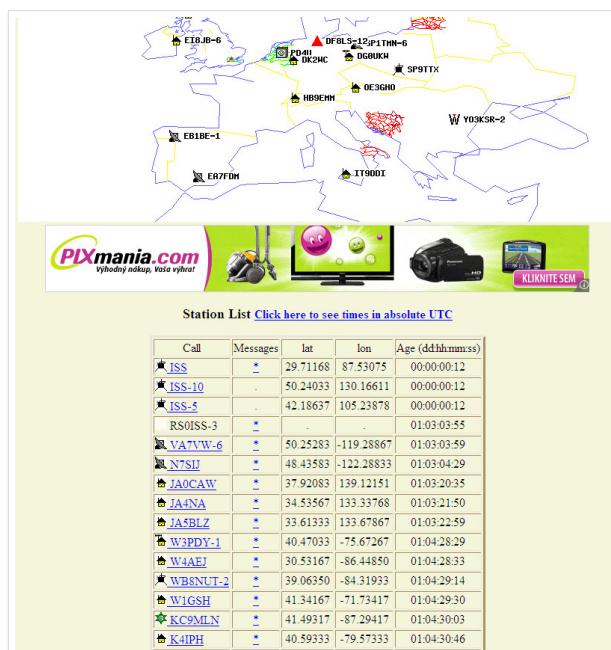 EI8JB-6
DF8LS-12
SP1TMN-6
PD4U
DK2WC
DG0UKW
SP9TTX
OE3GHO
HB9EMM
YO3KSR-2
EB1BE-1
EA7FDM
IT9DDI
PIXmania.com
Výhodný nákup, Vaša výhra!
KLIKNITE SEM
Station List Click here to see times in absolute UTC
Call Messages lat lon Age (dd:hh:mm:ss)
ISS * 29.71168 87.53075 00:00:00:12
ISS-10 . 50.24033 130.16611 00:00:00:12
ISS-5 . 42.18637 105.23878 00:00:00:12
RS0ISS-3 * . . 01:03:03:55
VA7VW-6 * 50.25283 -119.28867 01:03:03:59
N7SIJ * 48.43583 -122.28833 01:03:04:29
JA0CAW * 37.92083 139.12151 01:03:20:35
JA4NA * 34.53567 133.33768 01:03:21:50
JA5BLZ * 33.61333 133.67867 01:03:22:59
W3PDY-1 * 40.47033 -75.67267 01:04:28:29
W4AEJ * 30.53167 -86.44850 01:04:28:33
WB8NUT-2 * 39.06350 -84.31933 01:04:29:14
W1GSH * 41.34167 -71.73417 01:04:29:30
KC9MLN * 41.49317 -87.29417 01:04:30:03
K4IPH * 40.59333 -79.57333 01:04:30:46